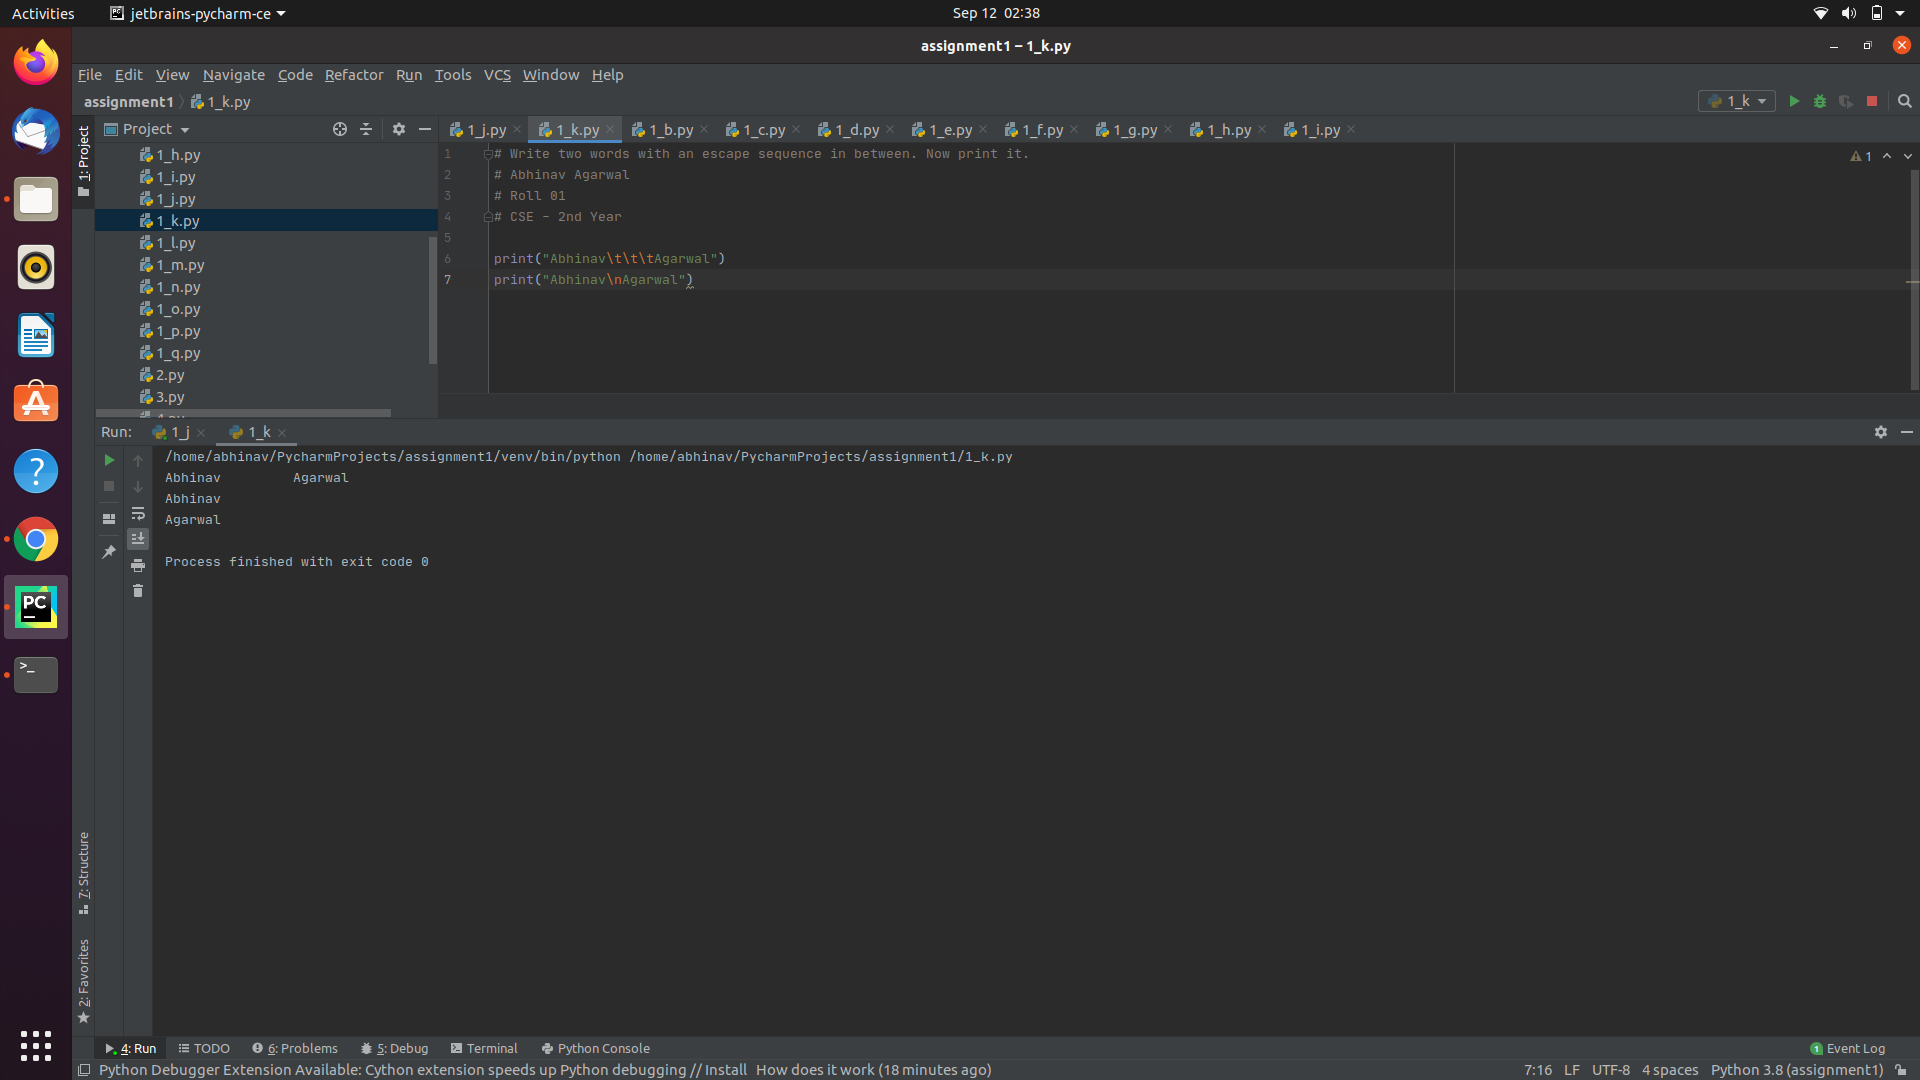 Activities jetbrains-pycharm-ce Sep 12 02:38
assignment1 – 1_k.py
File Edit View Navigate Code Refactor Run Tools VCS Window Help
assignment1 1_k.py 1_k
1: Project
Project 1_j.py 1_k.py 1_b.py 1_c.py 1_d.py 1_e.py 1_f.py 1_g.py 1_h.py 1_i.py
1_h.py
1_i.py
1_j.py
1_k.py
1_l.py
1_m.py
1_n.py
1_o.py
1_p.py
1_q.py
2.py
3.py
1 # Write two words with an escape sequence in between. Now print it. 1
2 # Abhinav Agarwal
3 # Roll 01
4 # CSE - 2nd Year
5
6 print("Abhinav\t\t\tAgarwal")
7 print("Abhinav\nAgarwal")
Run: 1_j 1_k
/home/abhinav/PycharmProjects/assignment1/venv/bin/python /home/abhinav/PycharmProjects/assignment1/1_k.py
Abhinav Agarwal
Abhinav
Agarwal
Process finished with exit code 0
PC
>_
7: Structure
2: Favorites
4: Run TODO 6: Problems 5: Debug Terminal Python Console 1 Event Log
Python Debugger Extension Available: Cython extension speeds up Python debugging // Install How does it work (18 minutes ago) 7:16 LF UTF-8 4 spaces Python 3.8 (assignment1)